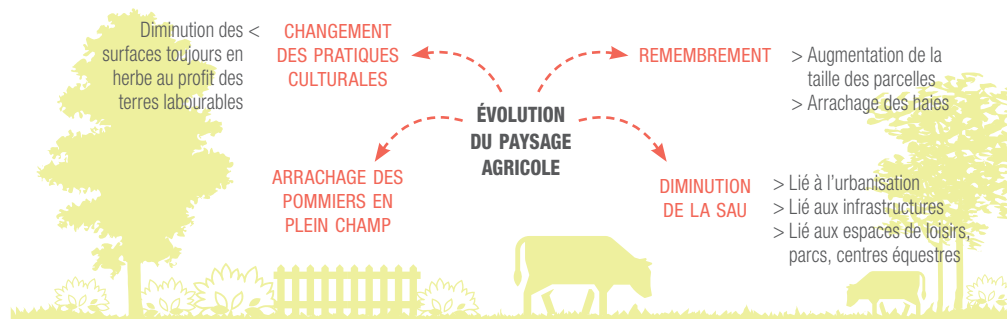 Diminution des <
surfaces toujours en
herbe au profit des
terres labourables
CHANGEMENT
DES PRATIQUES
CULTURALES
REMEMBREMENT
> Augmentation de la
taille des parcelles
> Arrachage des haies
ÉVOLUTION
DU PAYSAGE
AGRICOLE
ARRACHAGE DES
POMMIERS EN
PLEIN CHAMP
DIMINUTION
DE LA SAU
> Lié à l'urbanisation
> Lié aux infrastructures
> Lié aux espaces de loisirs,
parcs, centres équestres